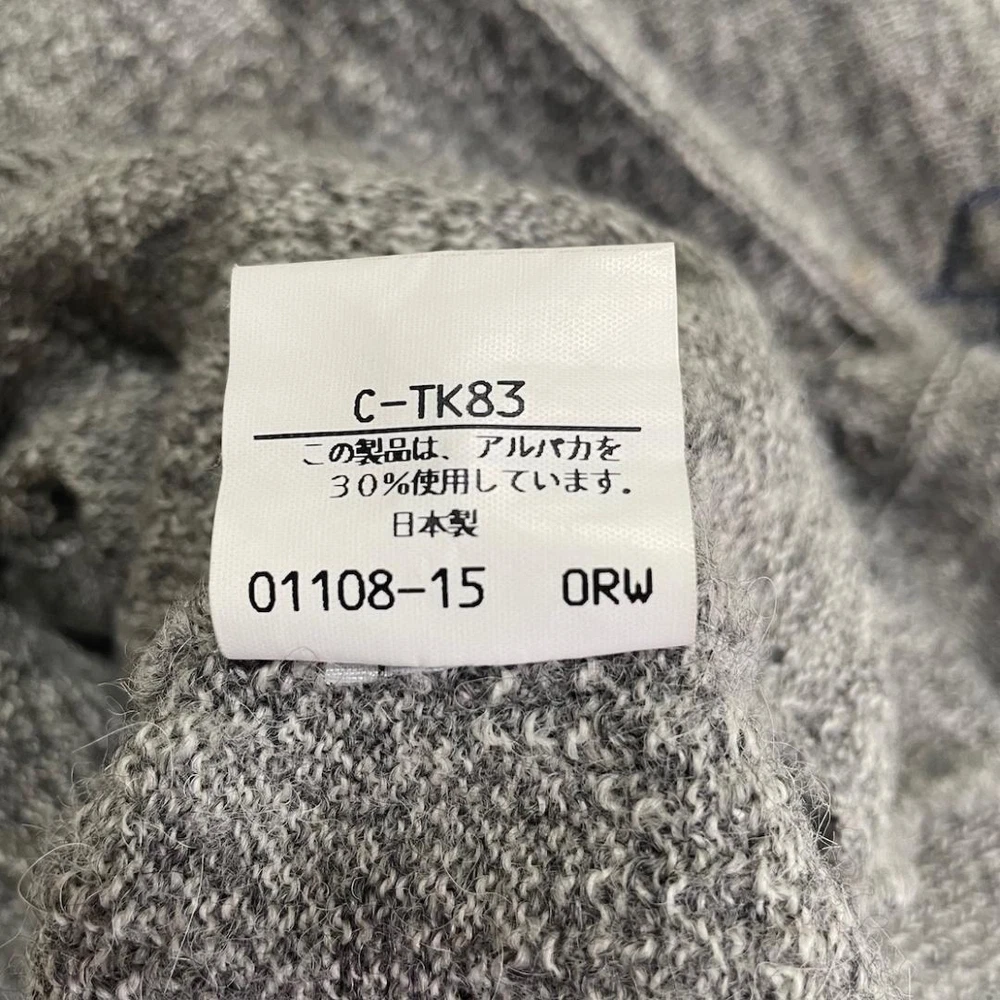 C-TK83
この製品は、アルパカを
30%使用しています。
日本製
01108-15 ORW